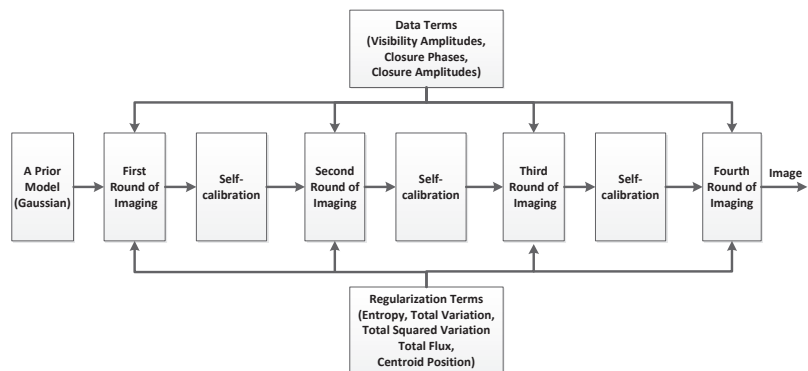 Data Terms
(Visibility Amplitudes,
Closure Phases,
Closure Amplitudes)
A Prior
Model
(Gaussian)
First
Round of
Imaging
Self-
calibration
Second
Round of
Imaging
Self-
calibration
Third
Round of
Imaging
Self-
calibration
Fourth
Round of
Imaging
Image
Regularization Terms
(Entropy, Total Variation,
Total Squared Variation
Total Flux,
Centroid Position)